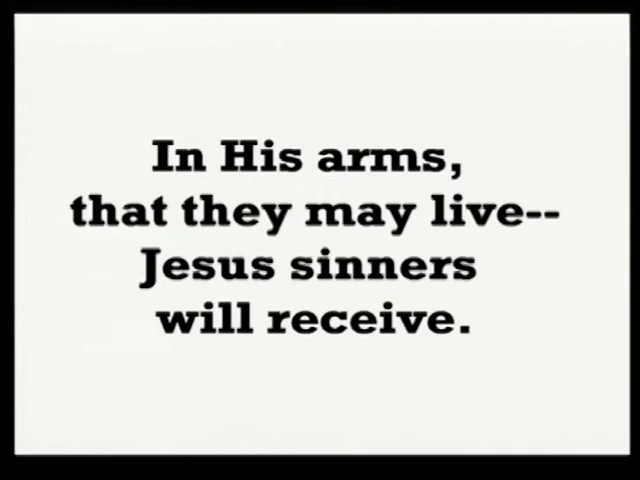 In His arms,
that they may live--
Jesus sinners
will receive.